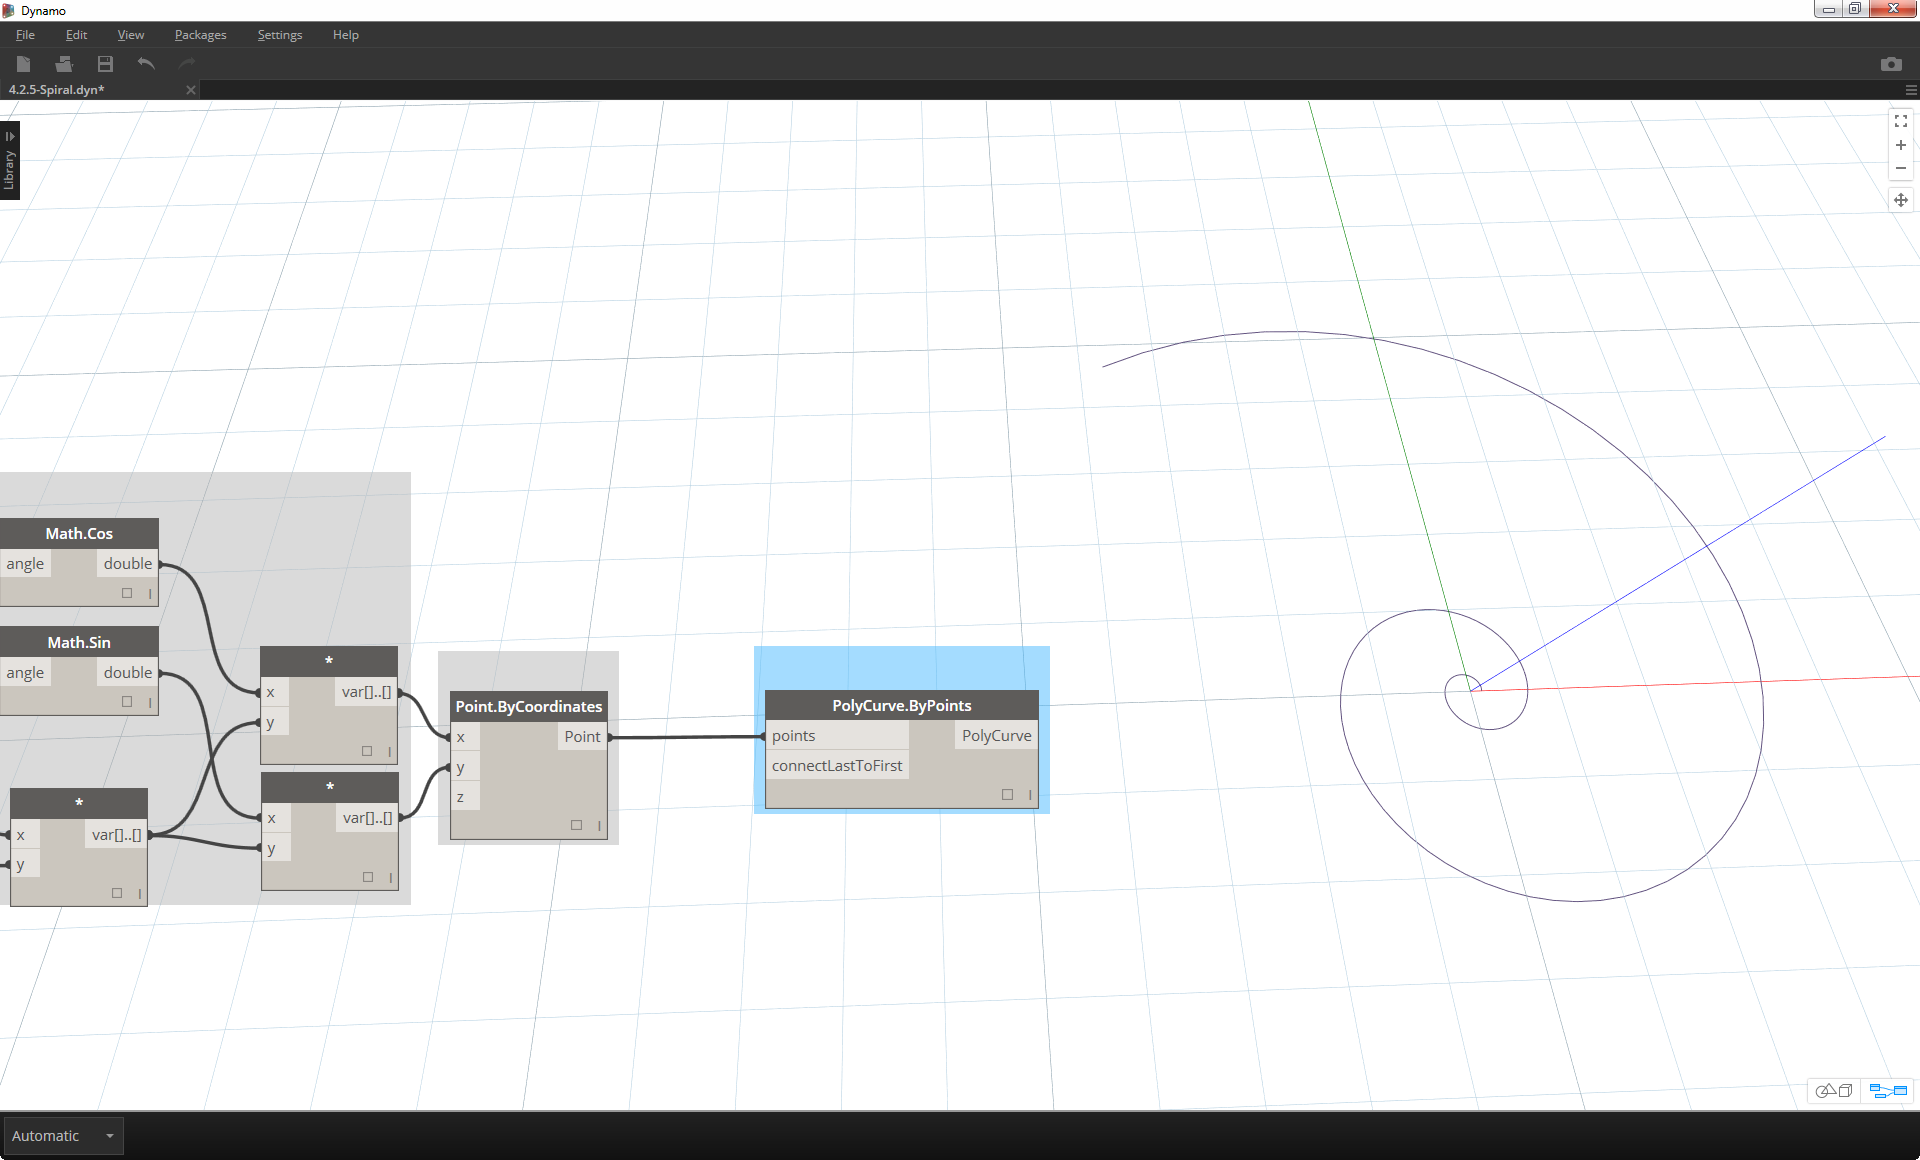 Dynamo
File Edit View Packages Settings Help
4.2.5-Spiral.dyn*
Library
Math.Cos
angle double
Math.Sin
angle double
*
x var[]..[]
y
*
x var[]..[]
y
*
x var[]..[]
y
Point.ByCoordinates
x Point
y
z
PolyCurve.ByPoints
points PolyCurve
connectLastToFirst
Automatic